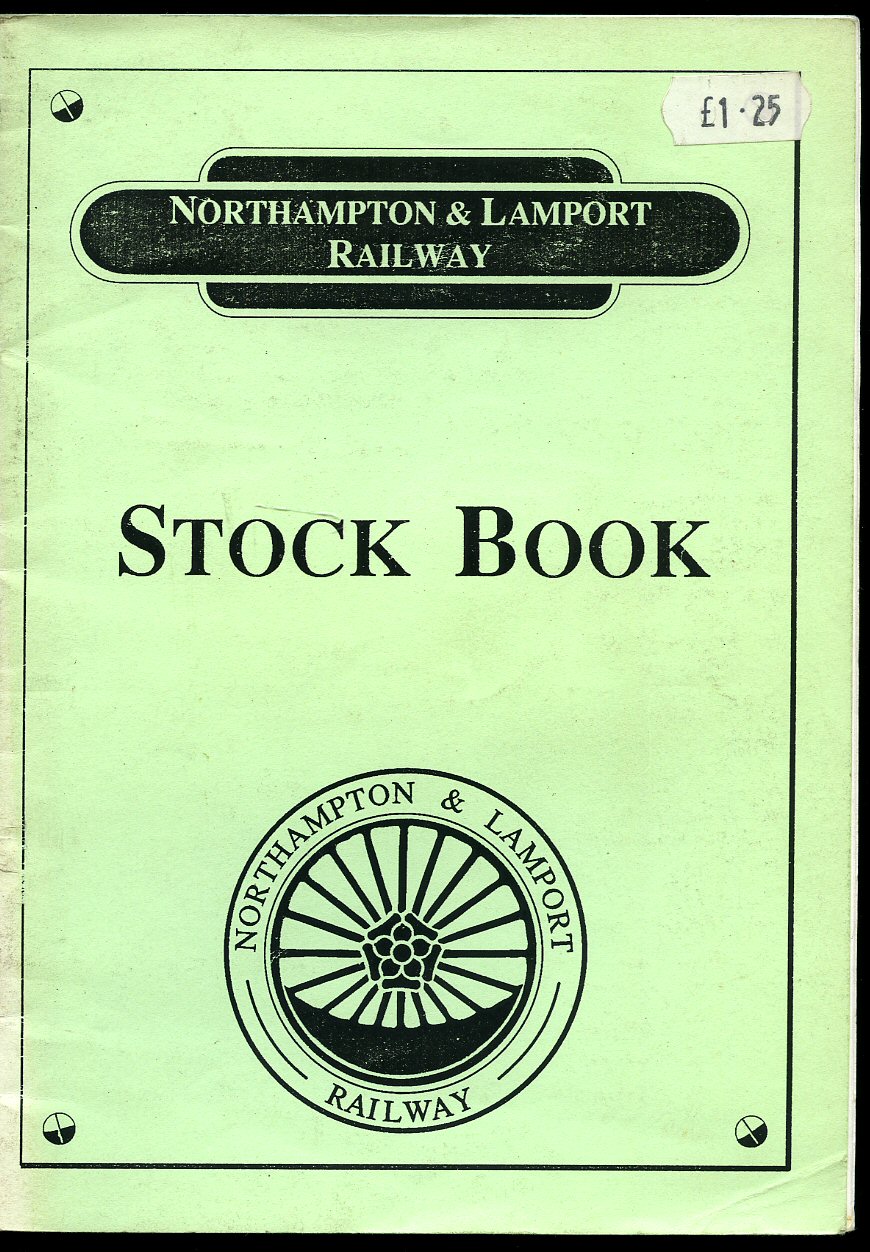 £1·25
NORTHAMPTON & LAMPORT
RAILWAY
STOCK BOOK
NORTHAMPTON & LAMPORT
RAILWAY